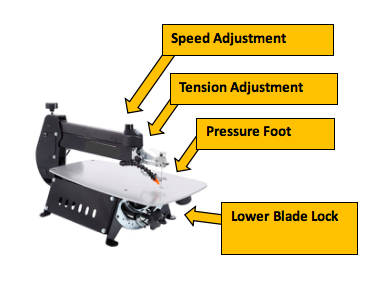 Speed Adjustment
Tension Adjustment
Pressure Foot
Lower Blade Lock